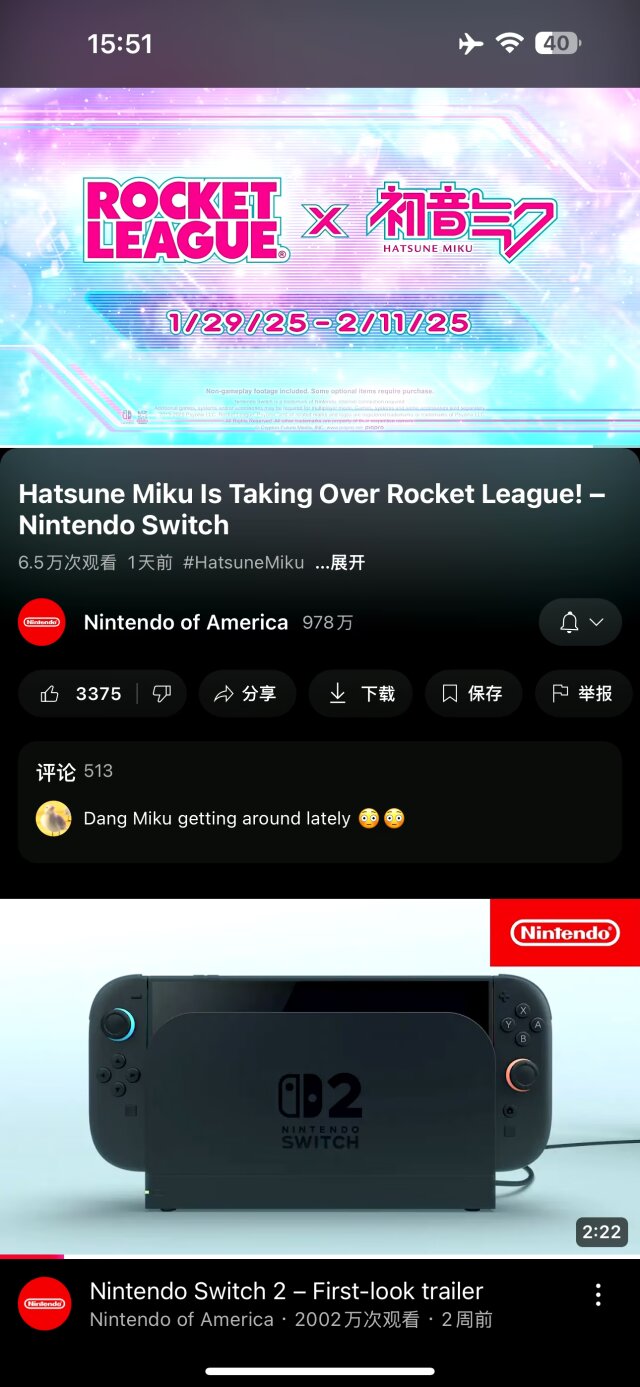 15:51
40
ROCKET
LEAGUE®
X
初音ミク
HATSUNE MIKU
1/29/25-2/11/25
Non-gameplay footage included. Some optional items require purchase.
Hatsune Miku Is Taking Over Rocket League! –
Nintendo Switch
6.5万次观看 1天前 #HatsuneMiku ...展开
Nintendo
Nintendo of America 978万
3375 分享 下载 保存 举报
评论 513
Dang Miku getting around lately 😳😳
Nintendo
X
Y A
B
2
NINTENDO
SWITCH
2:22
Nintendo
Nintendo Switch 2 – First-look trailer
Nintendo of America · 2002万次观看 · 2周前